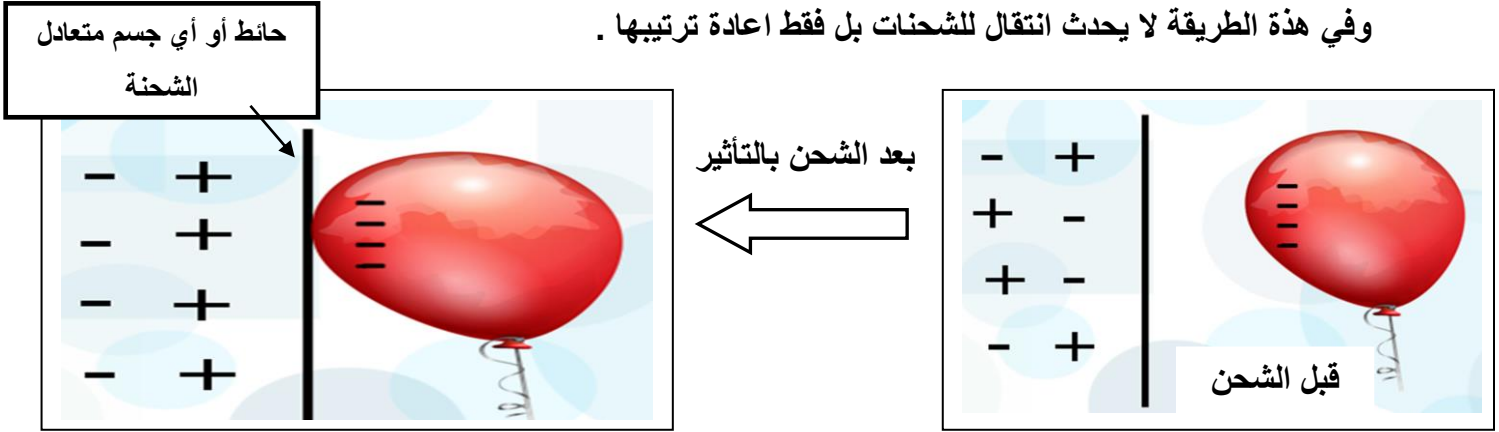 وفي هذة الطريقة لا يحدث انتقال للشحنات بل فقط اعادة ترتيبها .
حائط أو أي جسم متعادل
الشحنة
بعد الشحن بالتأثير
قبل الشحن